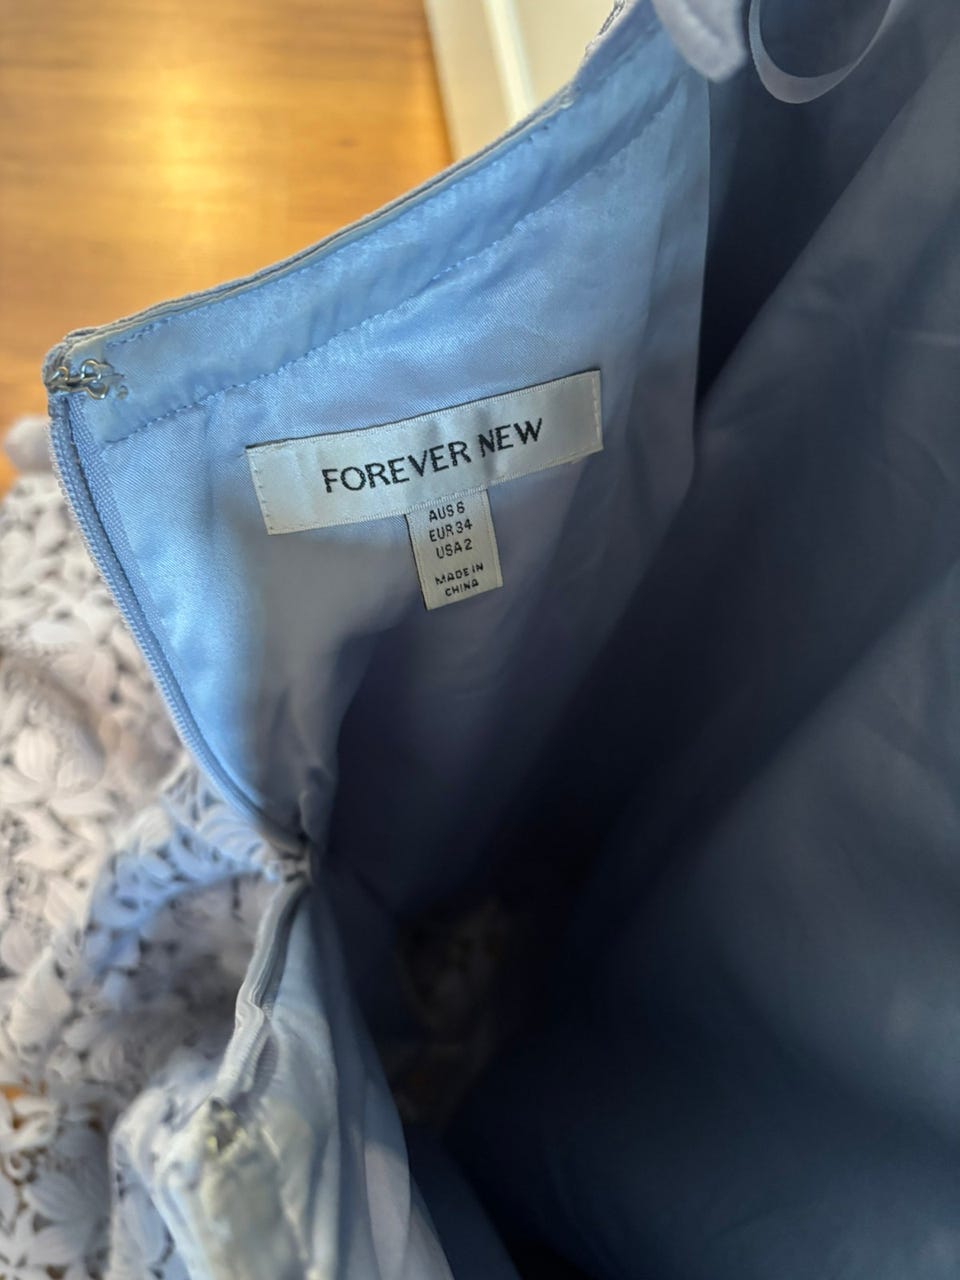 FOREVER NEW
AUS 6
EUR 34
USA 2
MADE IN
CHINA